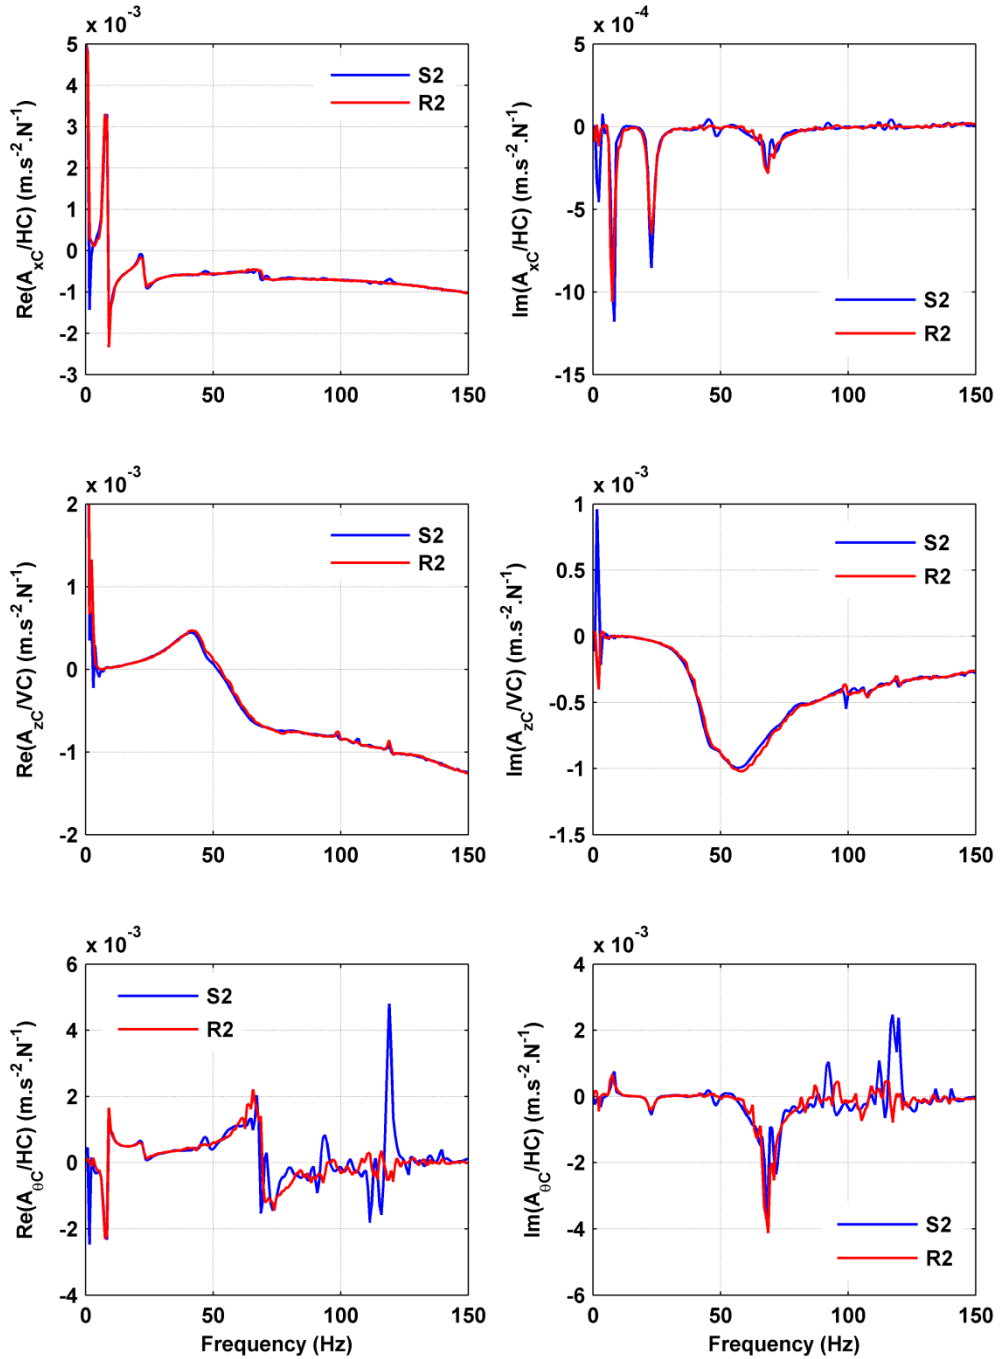 x 10^-3
Re(A_xC/HC) (m.s^-2.N^-1)
5
4
3
2
1
0
-1
-2
-3
0 50 100 150
S2
R2
x 10^-4
Im(A_xC/HC) (m.s^-2.N^-1)
5
0
-5
-10
-15
0 50 100 150
S2
R2
x 10^-3
Re(A_zC/VC) (m.s^-2.N^-1)
2
1
0
-1
-2
0 50 100 150
S2
R2
x 10^-3
Im(A_zC/VC) (m.s^-2.N^-1)
1
0.5
0
-0.5
-1
-1.5
0 50 100 150
S2
R2
x 10^-3
Re(A_θC/HC) (m.s^-2.N^-1)
6
4
2
0
-2
-4
0 50 100 150
Frequency (Hz)
S2
R2
x 10^-3
Im(A_θC/HC) (m.s^-2.N^-1)
4
2
0
-2
-4
-6
0 50 100 150
Frequency (Hz)
S2
R2